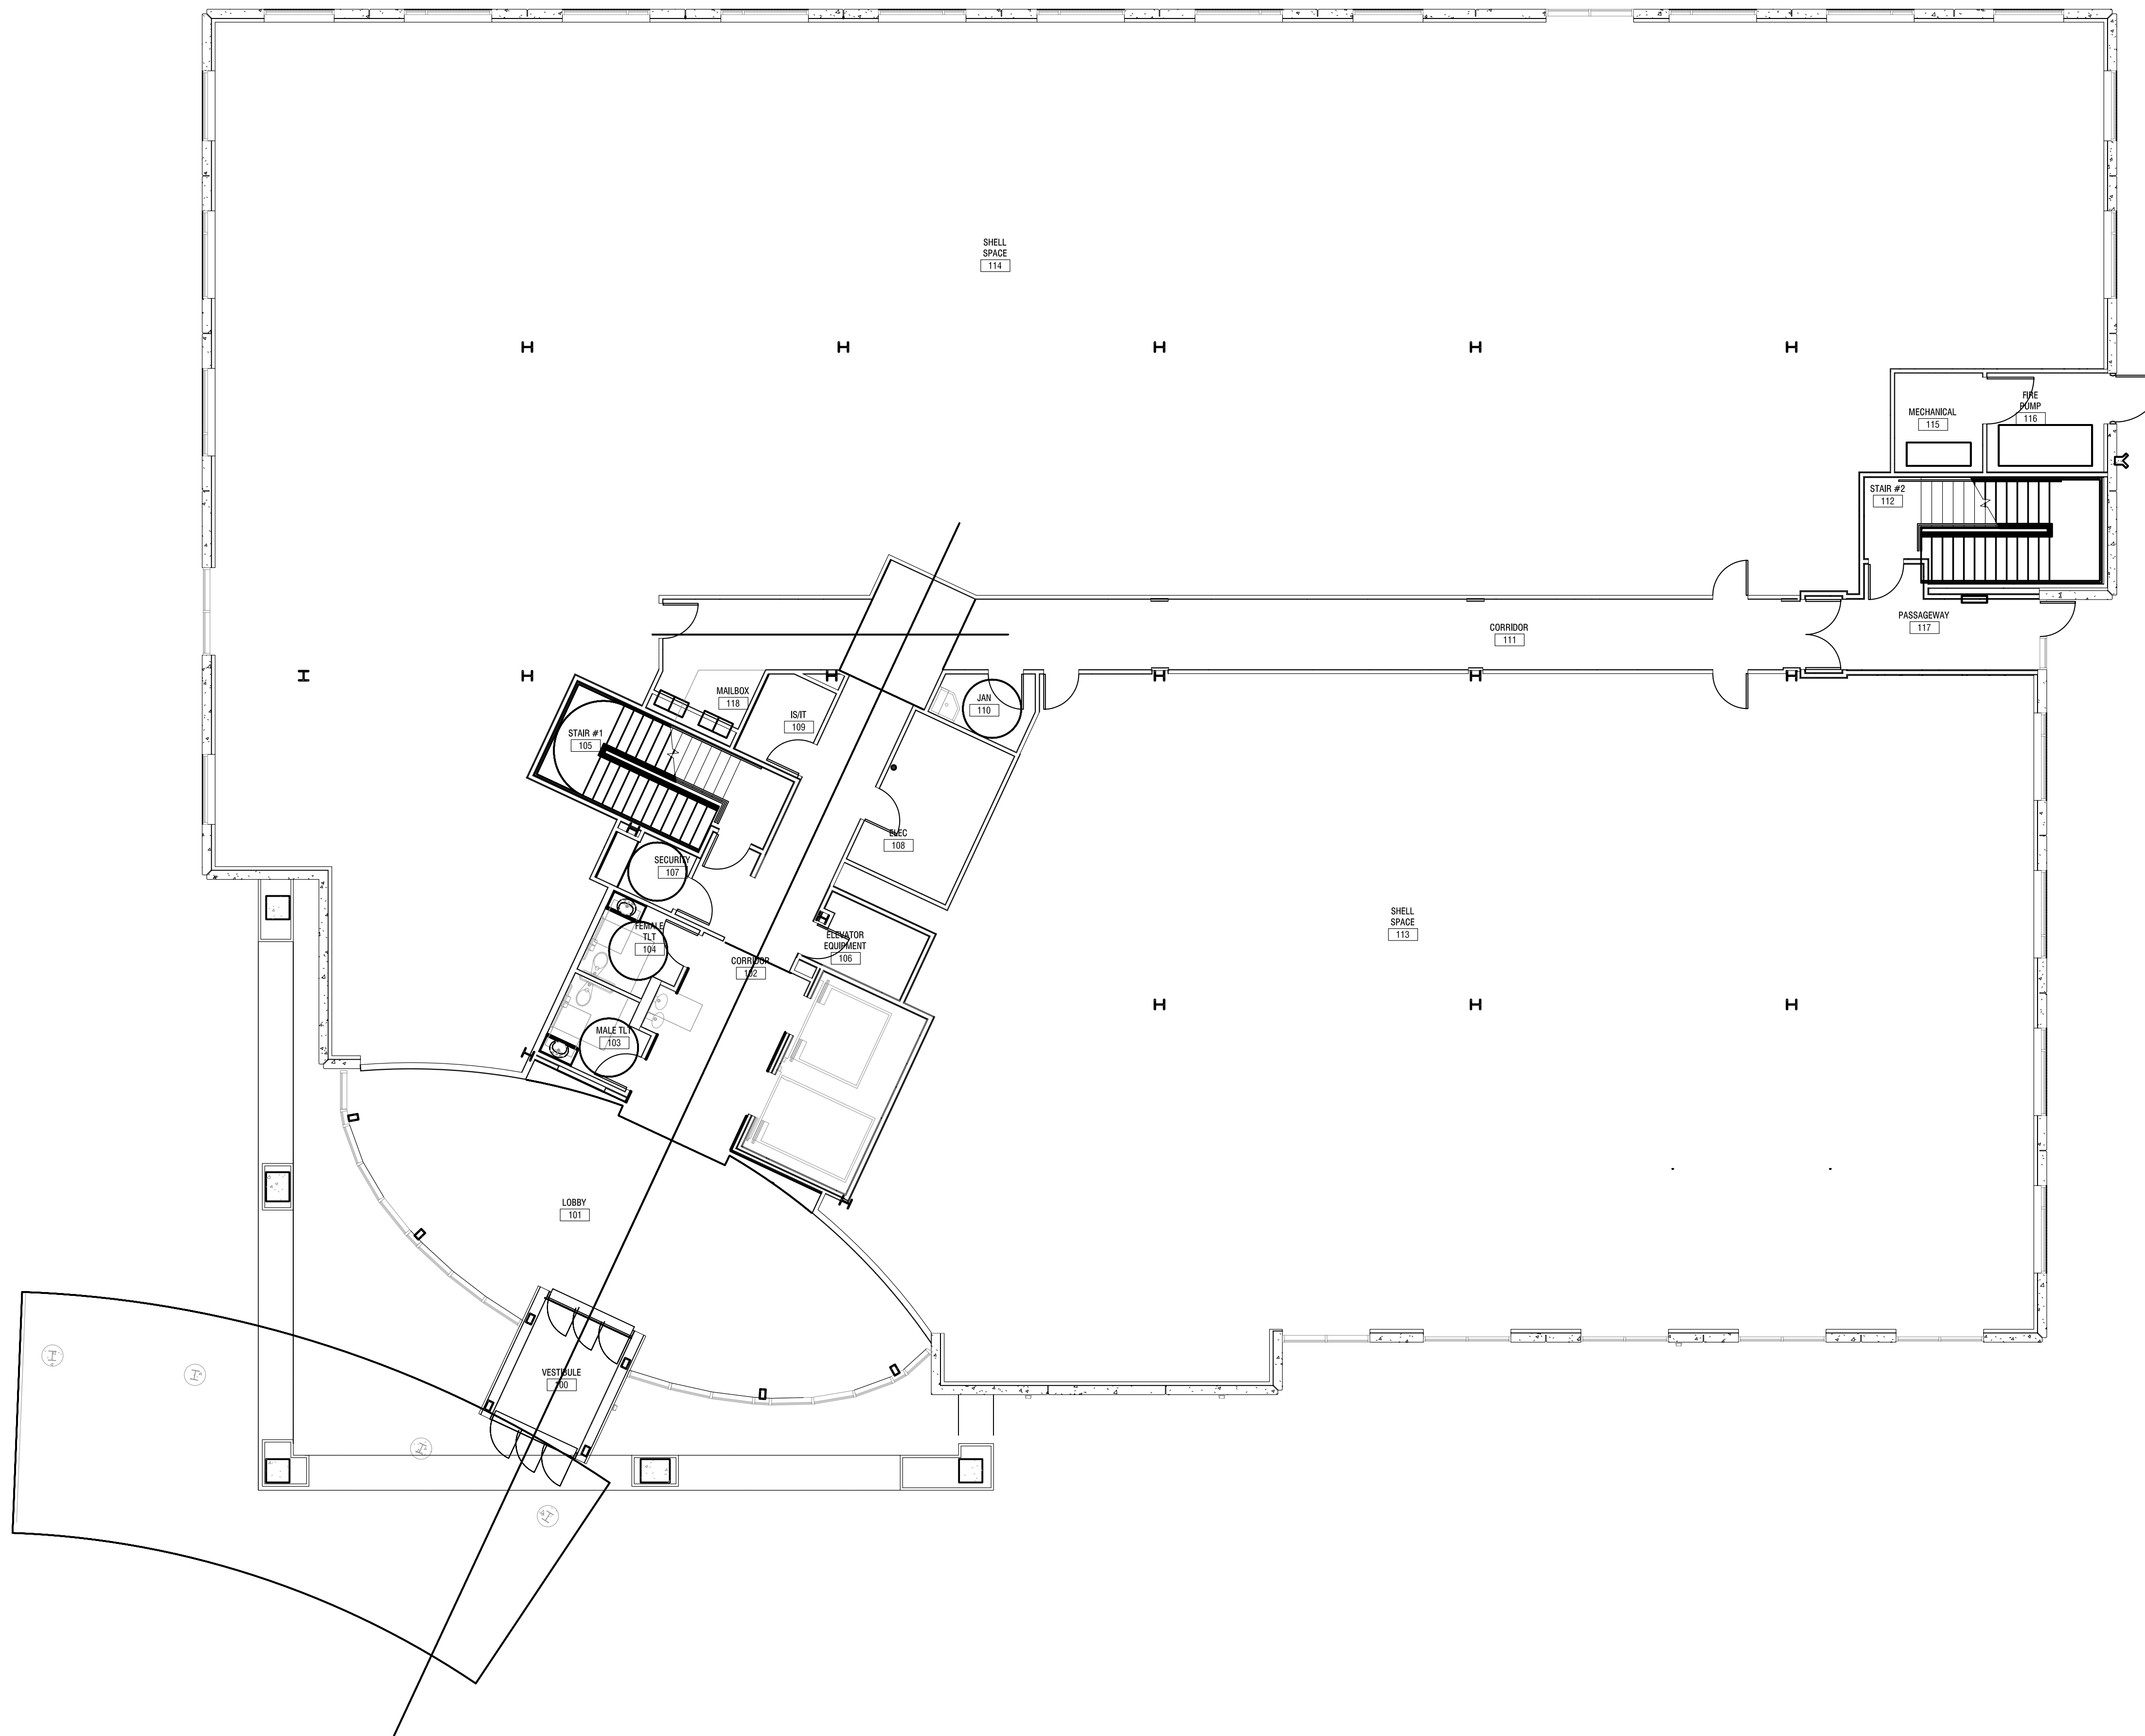 SHELL
SPACE
114
MECHANICAL
115
FIRE
PUMP
116
STAIR #2
112
PASSAGEWAY
117
CORRIDOR
111
MAILBOX
118
IS/IT
109
JAN
110
STAIR #1
105
ELEC
108
SECURITY
107
FEMALE
TLT
104
ELEVATOR
EQUIPMENT
106
CORRIDOR
102
SHELL
SPACE
113
MALE TLT
103
LOBBY
101
VESTIBULE
100